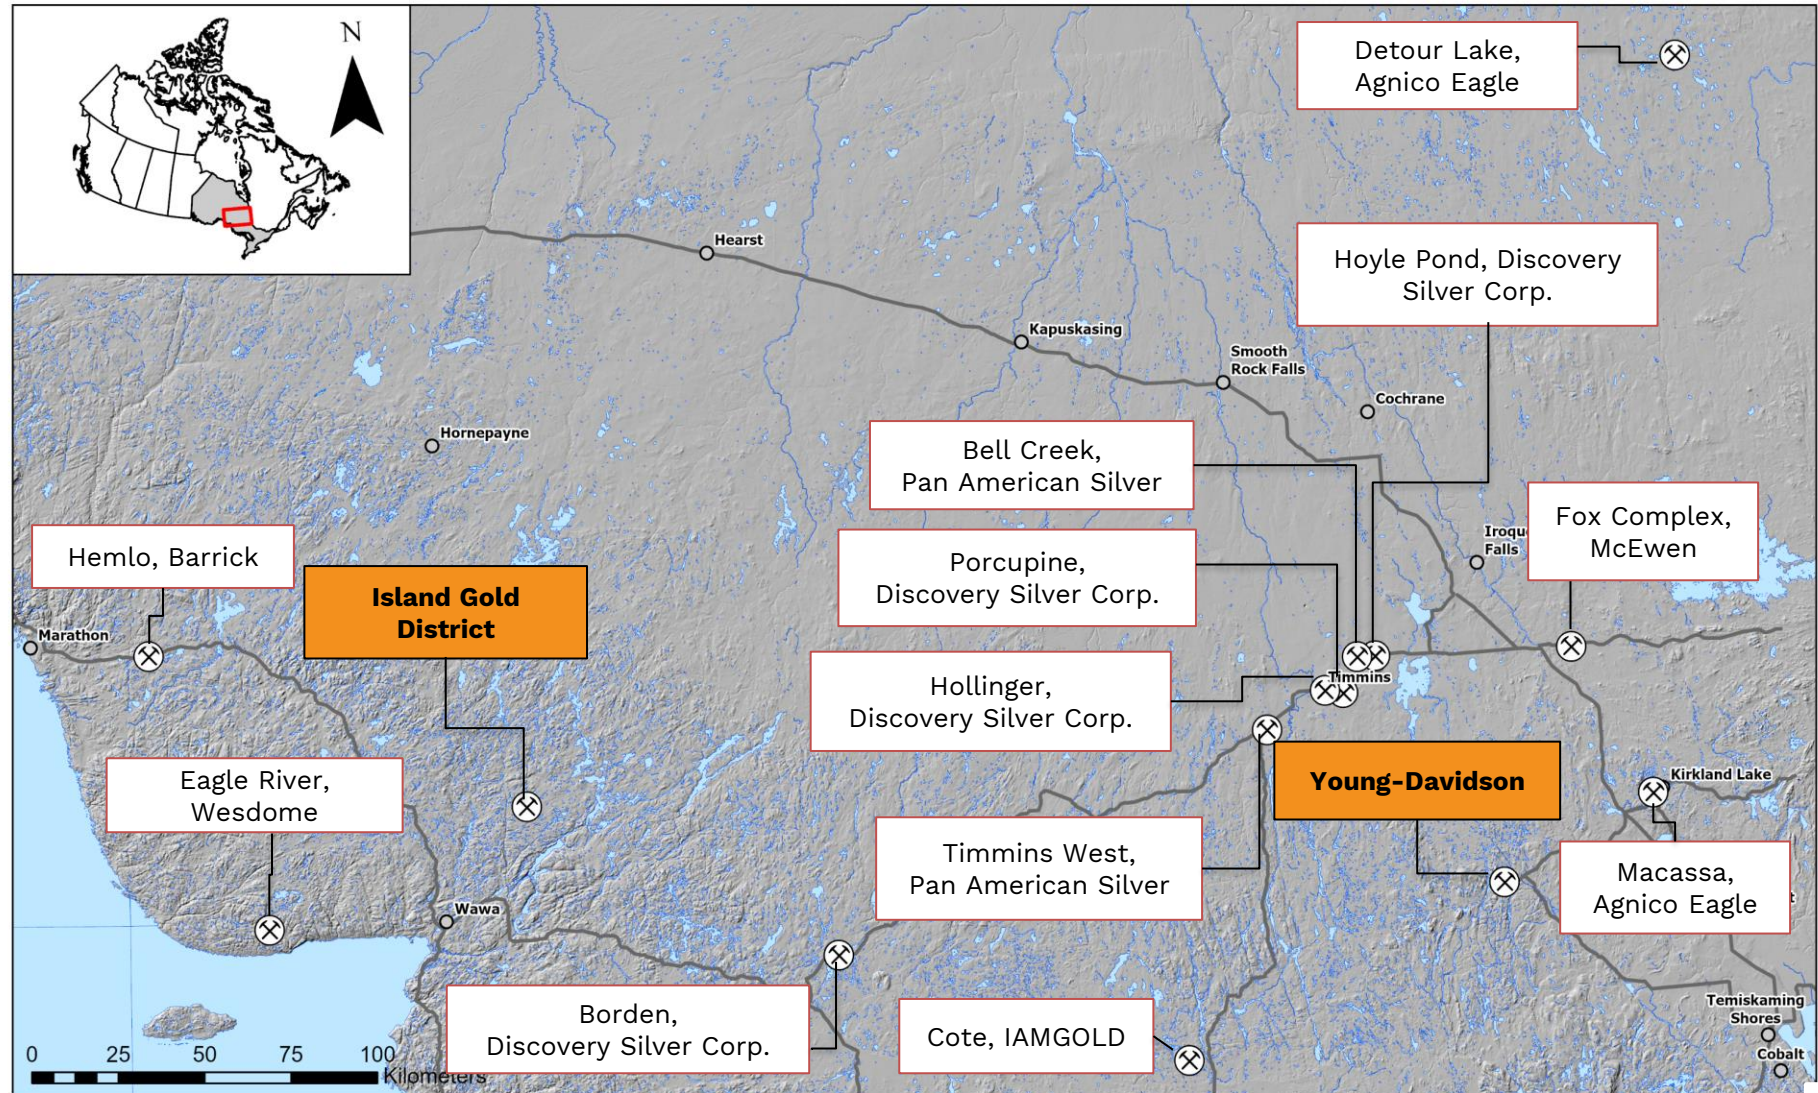 N
Detour Lake,
Agnico Eagle
Hearst
Hoyle Pond, Discovery
Silver Corp.
Kapuskasing
Smooth
Rock Falls
Cochrane
Hornepayne
Bell Creek,
Pan American Silver
Fox Complex,
McEwen
Iroqu
Falls
Hemlo, Barrick
Porcupine,
Discovery Silver Corp.
Island Gold
District
Marathon
Timmins
Hollinger,
Discovery Silver Corp.
Eagle River,
Wesdome
Young-Davidson
Kirkland Lake
Timmins West,
Pan American Silver
Macassa,
Agnico Eagle
t
Wawa
Borden,
Discovery Silver Corp.
Cote, IAMGOLD
Temiskaming
Shores
Cobalt
0 25 50 75 100
Kilometers